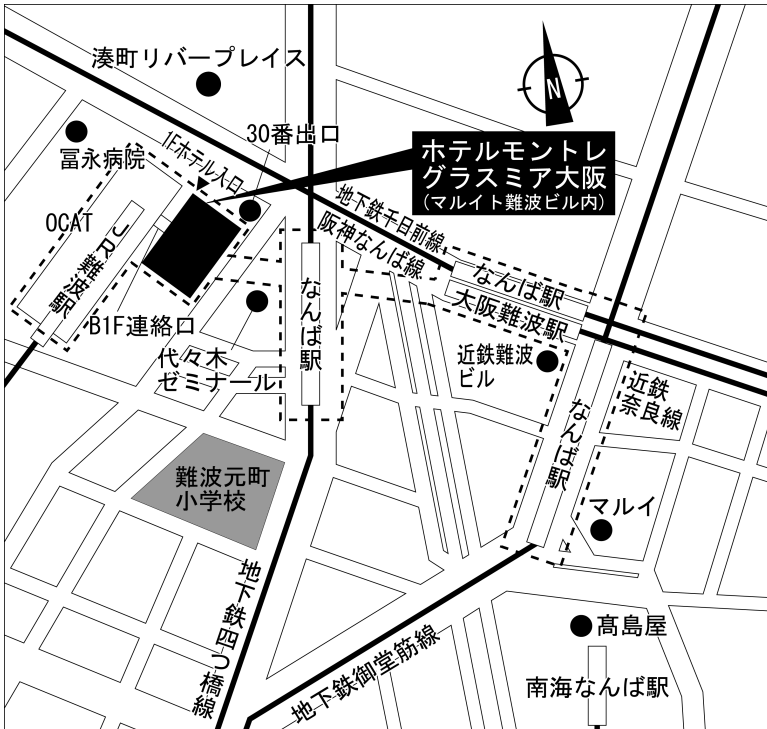 湊町リバープレイス
N
30番出口
冨永病院
1Fホテル入口
ホテルモントレ
グラスミア大阪
(マルイト難波ビル内)
地下鉄千日前線
阪神なんば線
OCAT
JR難波駅
なんば駅
大阪難波駅
なんば駅
B1F連絡口
代々木
ゼミナール
近鉄難波
ビル
近鉄
奈良線
なんば駅
難波元町
小学校
マルイ
地下鉄四つ橋線
髙島屋
地下鉄御堂筋線
南海なんば駅